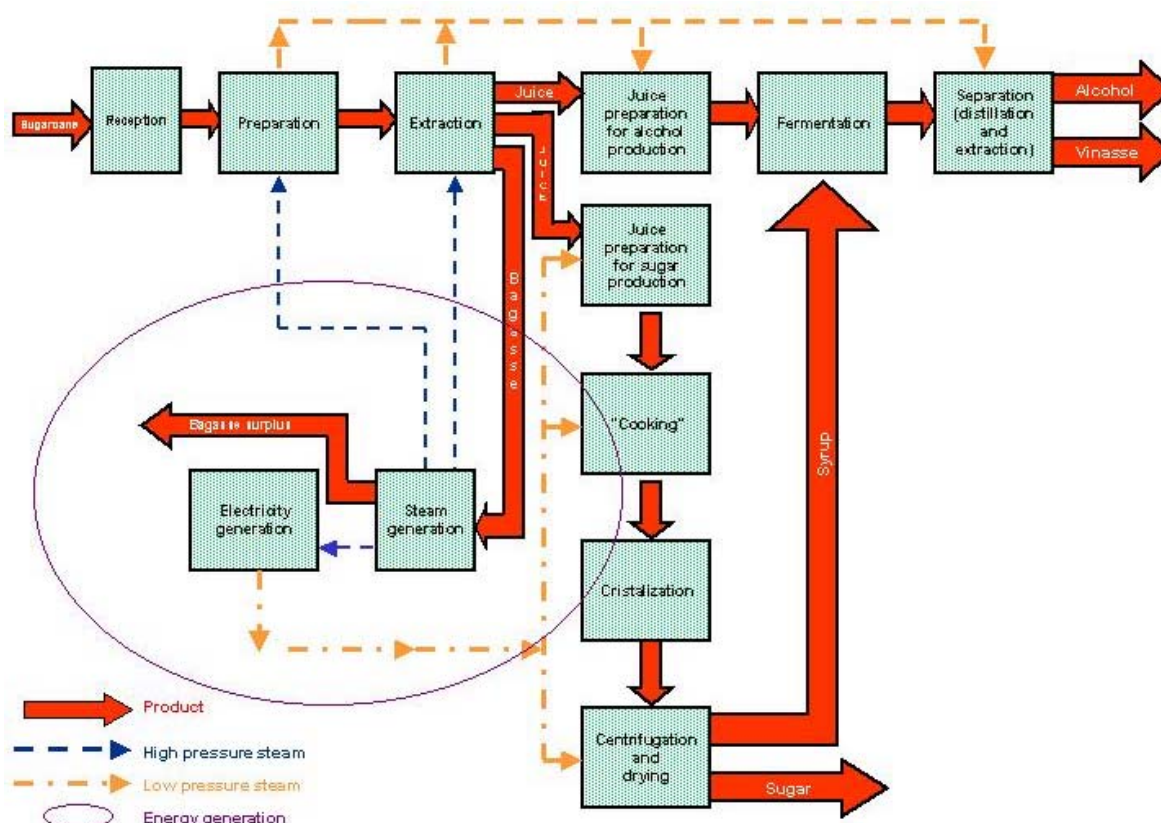 Sugarcane
Reception
Preparation
Extraction
Juice
Juice
preparation
for alcohol
production
Fermentation
Separation
(distillation
and
extraction)
Alcohol
Vinasse
Juice
Juice
preparation
for sugar
production
Bagasse
"Cooking"
Syrup
Bagasse surplus
Electricity
generation
Steam
generation
Cristalization
Centrifugation
and
drying
Sugar
Product
High pressure steam
Low pressure steam
Energy generation